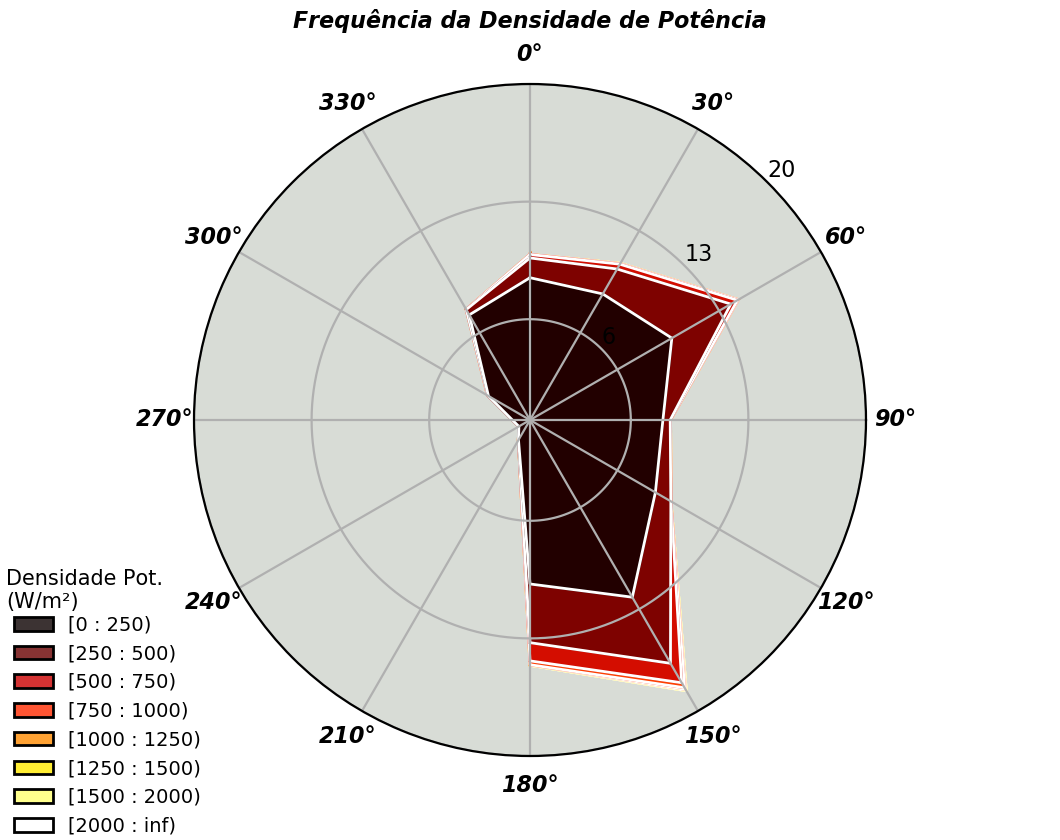 Frequência da Densidade de Potência
0°
330°
30°
20
300°
60°
13
6
270°
90°
240°
120°
210°
150°
180°
Densidade Pot.
(W/m²)
[0 : 250)
[250 : 500)
[500 : 750)
[750 : 1000)
[1000 : 1250)
[1250 : 1500)
[1500 : 2000)
[2000 : inf)